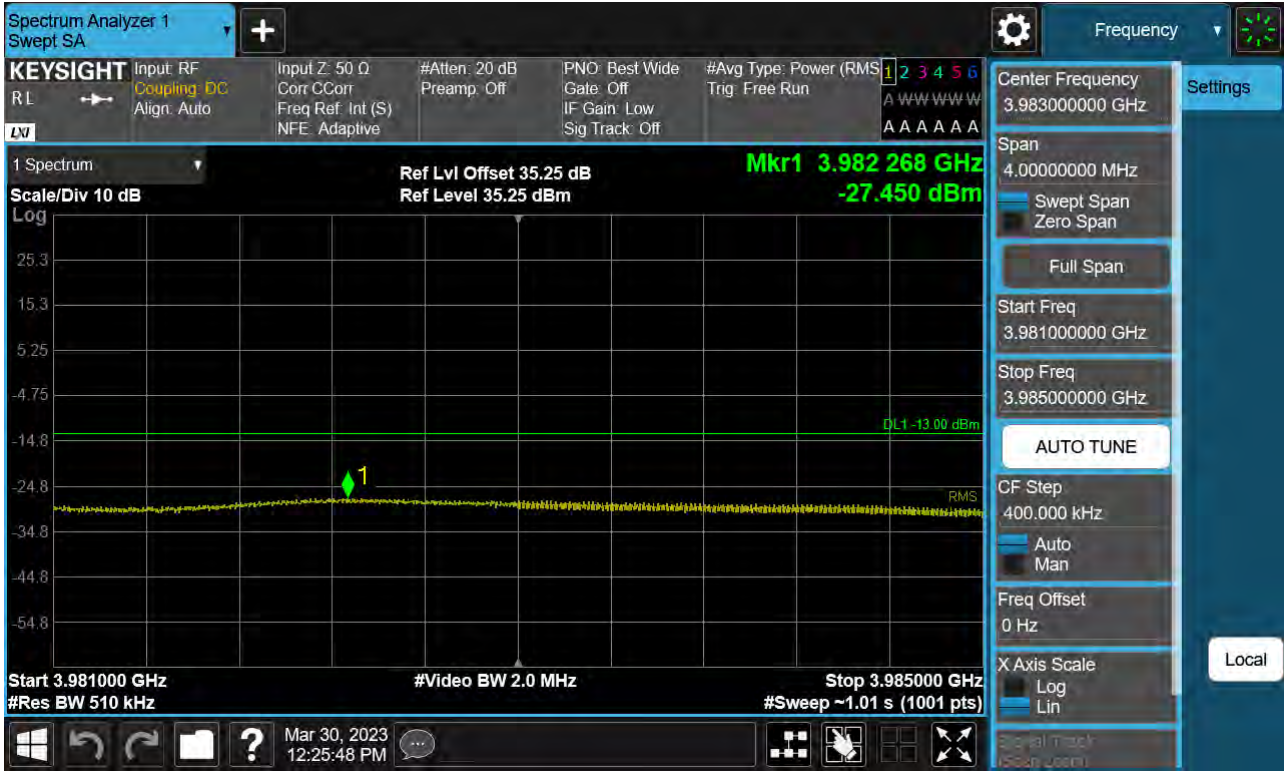 Spectrum Analyzer 1
Swept SA
Frequency
KEYSIGHT
R L
LXI
Input: RF
Coupling: DC
Align: Auto
Input Z: 50 Ω
Corr CCorr
Freq Ref: Int (S)
NFE: Adaptive
#Atten: 20 dB
Preamp: Off
PNO: Best Wide
Gate: Off
IF Gain: Low
Sig Track: Off
#Avg Type: Power (RMS
Trig: Free Run
1 2 3 4 5 6
A W W W W W
A A A A A A
1 Spectrum
Scale/Div 10 dB
Ref Lvl Offset 35.25 dB
Ref Level 35.25 dBm
Mkr1 3.982 268 GHz
-27.450 dBm
Log
25.3
15.3
5.25
-4.75
DL1 -13.00 dBm
-14.8
1
-24.8
RMS
-34.8
-44.8
-54.8
Start 3.981000 GHz
#Res BW 510 kHz
#Video BW 2.0 MHz
Stop 3.985000 GHz
#Sweep ~1.01 s (1001 pts)
Center Frequency
3.983000000 GHz
Span
4.00000000 MHz
Swept Span
Zero Span
Full Span
Start Freq
3.981000000 GHz
Stop Freq
3.985000000 GHz
AUTO TUNE
CF Step
400.000 kHz
Auto
Man
Freq Offset
0 Hz
X Axis Scale
Log
Lin
Signal Track
(Span Zoom)
Settings
Local
?
Mar 30, 2023
12:25:48 PM